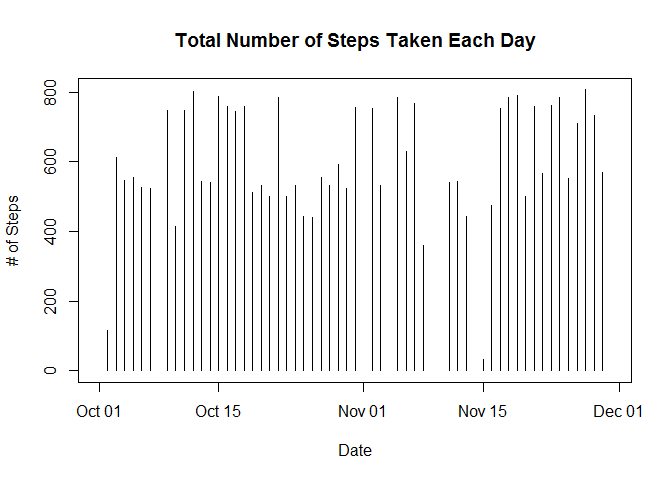 Total Number of Steps Taken Each Day
# of Steps
800
600
400
200
0
Oct 01
Oct 15
Nov 01
Nov 15
Dec 01
Date